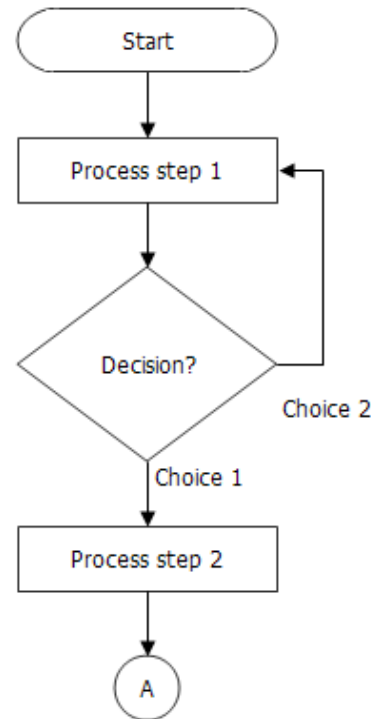 Start
Process step 1
Decision?
Choice 2
Choice 1
Process step 2
A